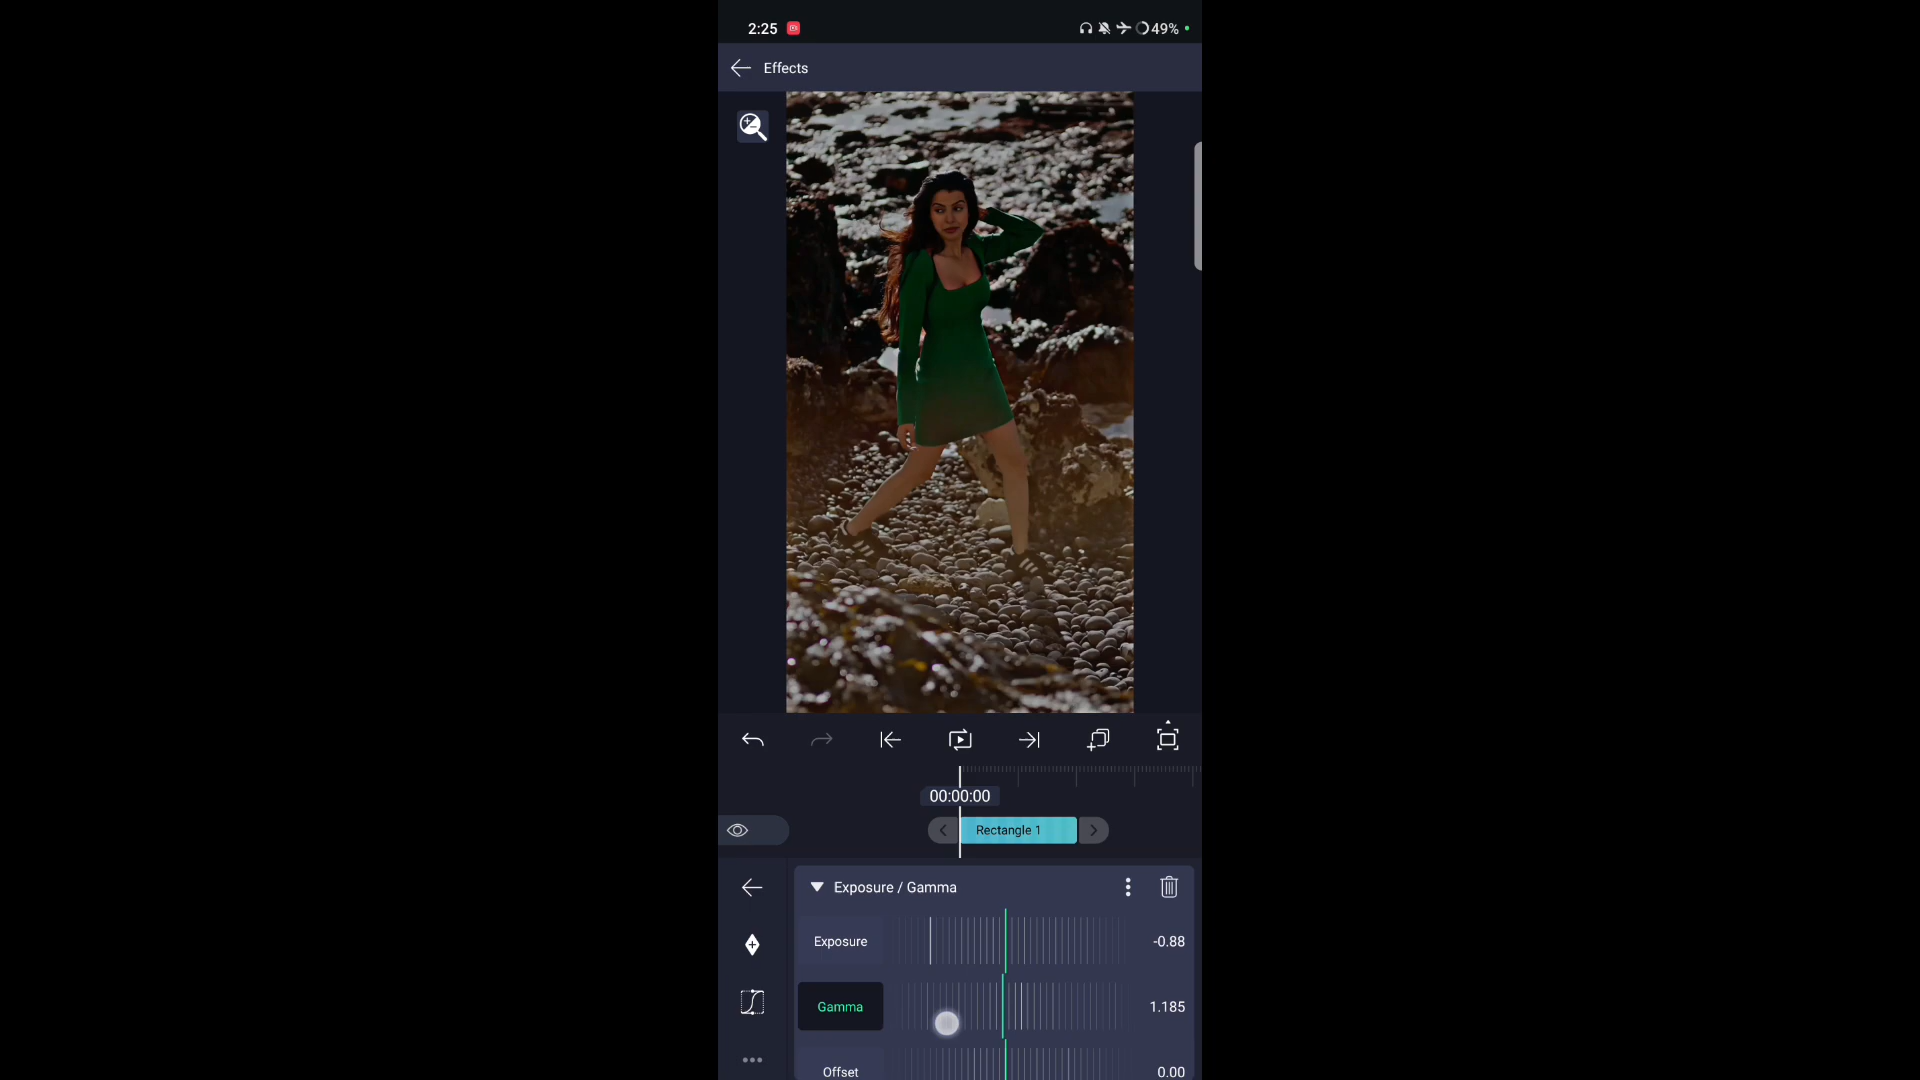 2:25
49%
Effects
00:00:00
Rectangle 1
Exposure / Gamma
Exposure
-0.88
Gamma
1.185
Offset
0.00